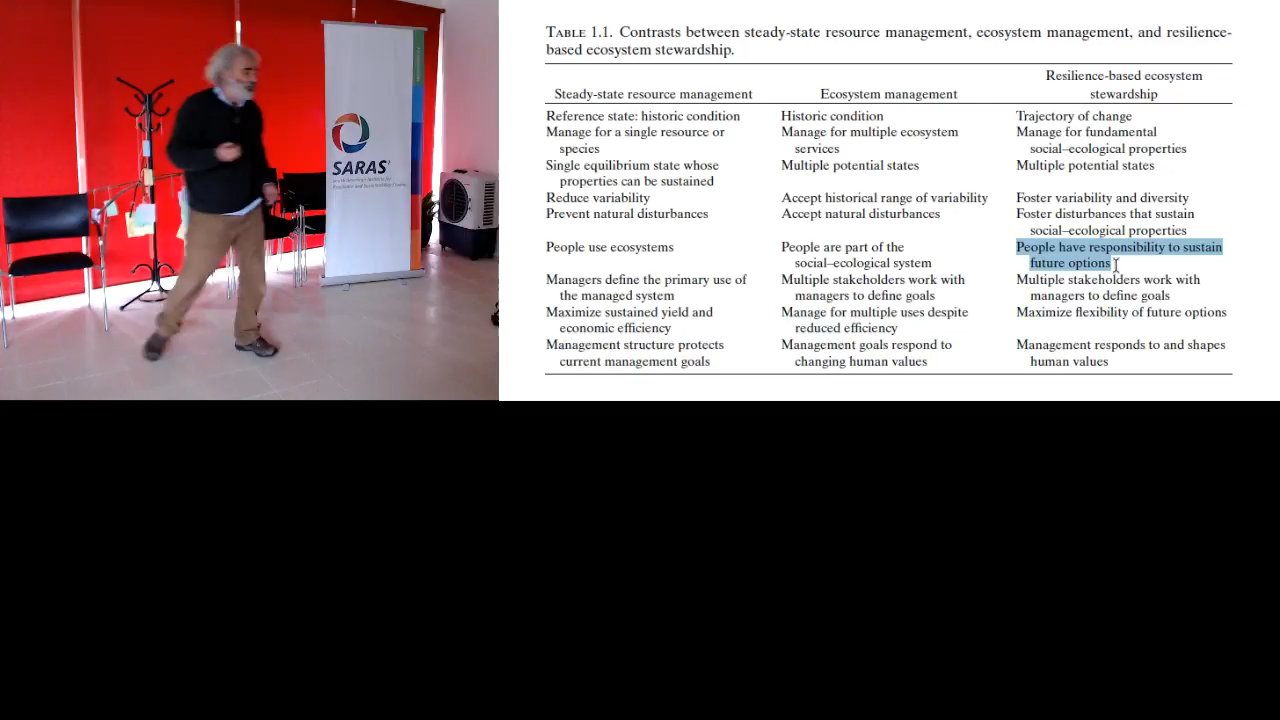 SARAS
TABLE 1.1. Contrasts between steady-state resource management, ecosystem management, and resilience-
based ecosystem stewardship.
Steady-state resource management Ecosystem management Resilience-based ecosystem stewardship
Reference state: historic condition Historic condition Trajectory of change
Manage for a single resource or Manage for multiple ecosystem Manage for fundamental
species services social–ecological properties
Single equilibrium state whose Multiple potential states Multiple potential states
properties can be sustained
Reduce variability Accept historical range of variability Foster variability and diversity
Prevent natural disturbances Accept natural disturbances Foster disturbances that sustain
social–ecological properties
People use ecosystems People are part of the People have responsibility to sustain
social–ecological system future options
Managers define the primary use of Multiple stakeholders work with Multiple stakeholders work with
the managed system managers to define goals managers to define goals
Maximize sustained yield and Manage for multiple uses despite Maximize flexibility of future options
economic efficiency reduced efficiency
Management structure protects Management goals respond to Management responds to and shapes
current management goals changing human values human values